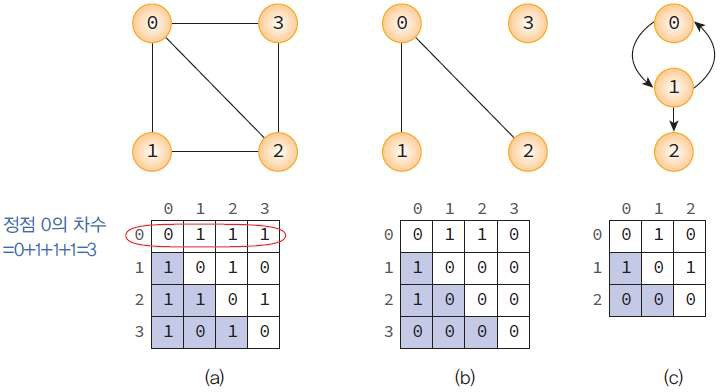 0 3 0 3 0
1
1 2 1 2 2
0 1 2 3 0 1 2 3 0 1 2
정점 0의 차수 0 0 1 1 1 0 0 1 1 0 0 0 1 0
=0+1+1+1=3 1 1 0 1 0 1 1 0 0 0 1 1 0 1
2 1 1 0 1 2 1 0 0 0 2 0 0 0
3 1 0 1 0 3 0 0 0 0
(a) (b) (c)